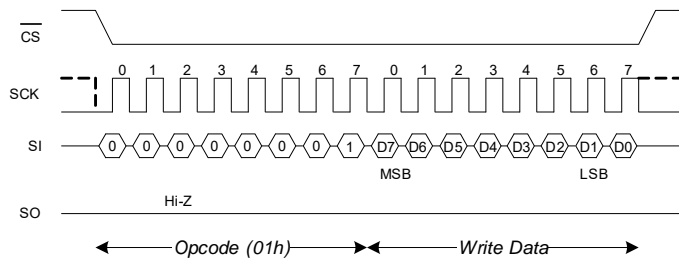 CS
0 1 2 3 4 5 6 7 0 1 2 3 4 5 6 7
SCK
SI 0 0 0 0 0 0 0 1 D7 D6 D5 D4 D3 D2 D1 D0
MSB LSB
Hi-Z
SO
Opcode (01h) Write Data